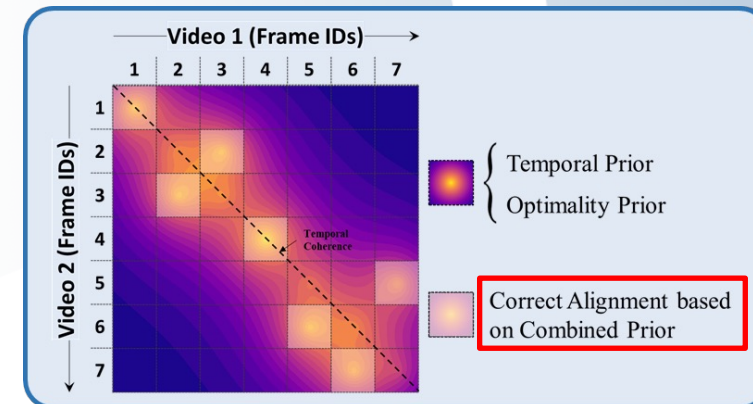 Video 1 (Frame IDs)
1 2 3 4 5 6 7
Video 2 (Frame IDs)
1
2
3
4
5
6
7
Temporal
Coherence
Temporal Prior
Optimality Prior
Correct Alignment based
on Combined Prior